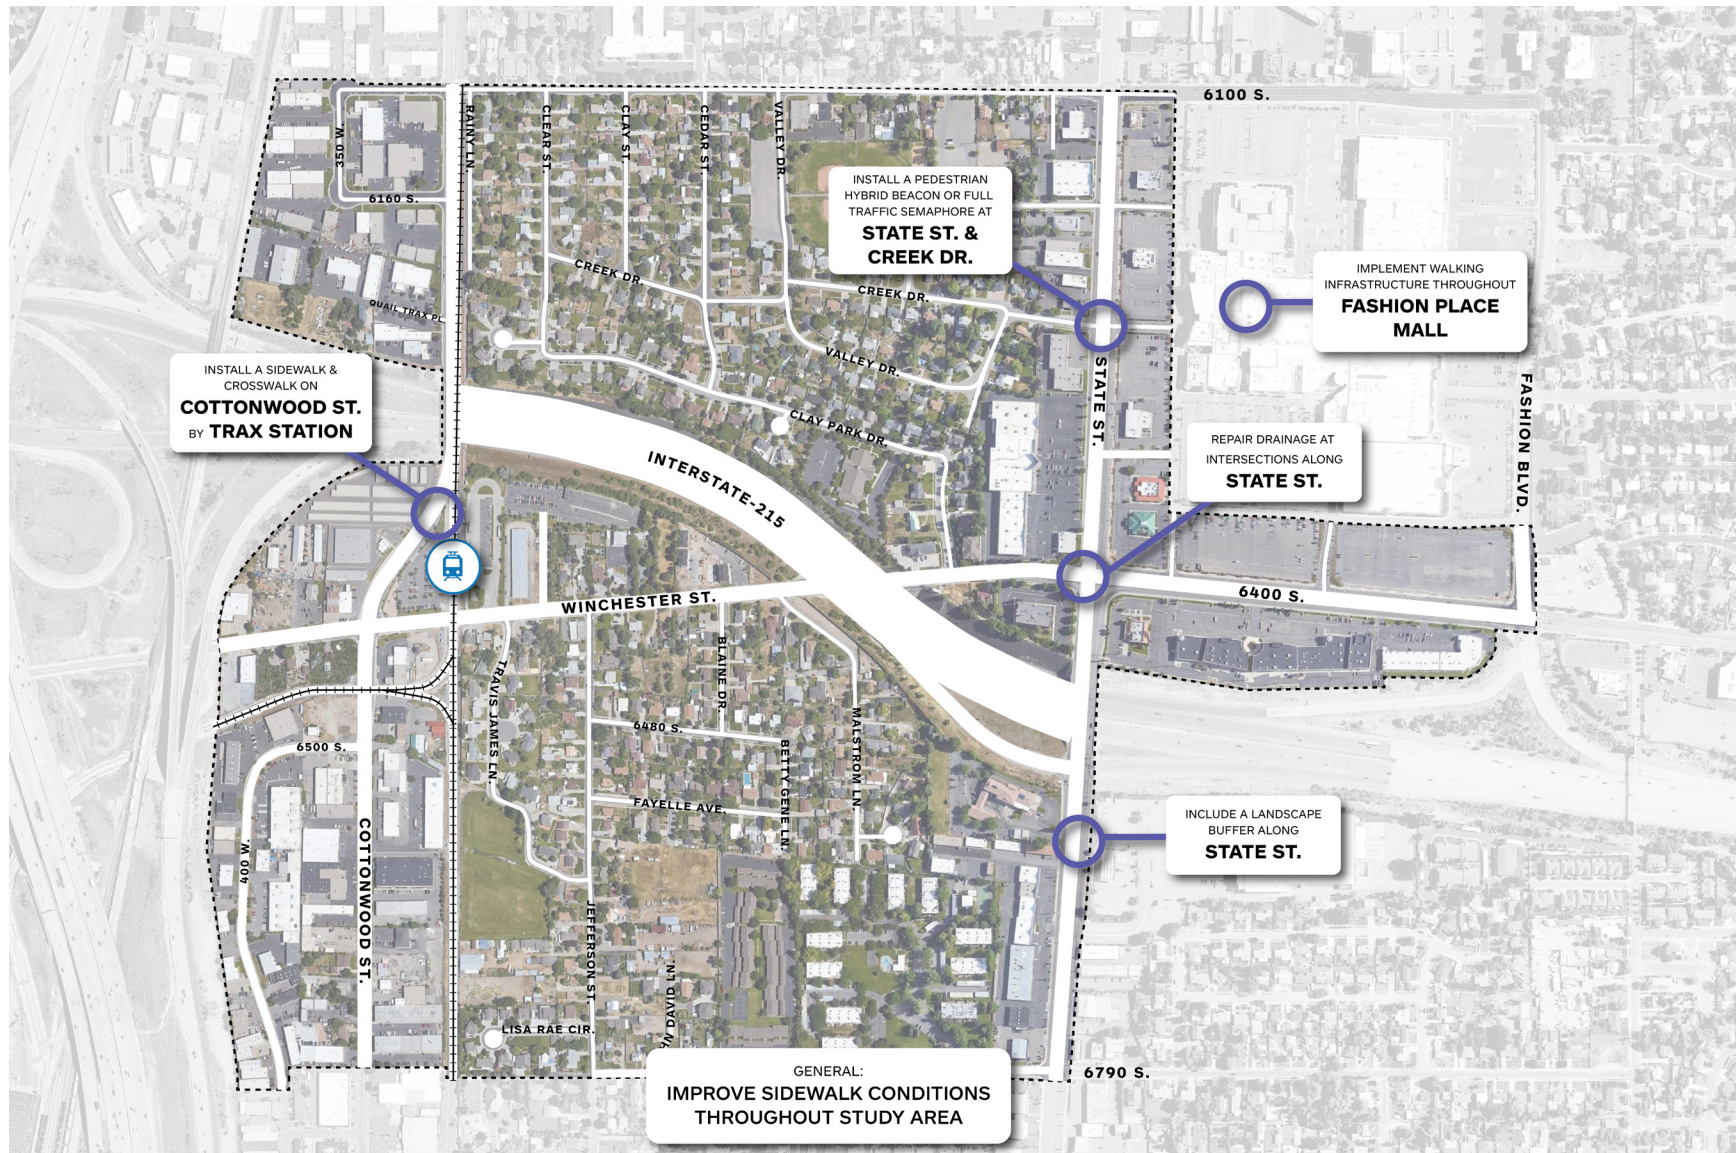 6100 S.
RAINY LN.
CLEAR ST.
CLAY ST.
CEDAR ST.
VALLEY DR.
350 W.
6160 S.
INSTALL A PEDESTRIAN
HYBRID BEACON OR FULL
TRAFFIC SEMAPHORE AT
STATE ST. &
CREEK DR.
CREEK DR.
CREEK DR.
IMPLEMENT WALKING
INFRASTRUCTURE THROUGHOUT
FASHION PLACE
MALL
QUAIL TRAX PL.
VALLEY DR.
INSTALL A SIDEWALK &
CROSSWALK ON
COTTONWOOD ST.
BY TRAX STATION
STATE ST.
FASHION BLVD.
CLAY PARK DR.
REPAIR DRAINAGE AT
INTERSECTIONS ALONG
STATE ST.
INTERSTATE-215
WINCHESTER ST.
6400 S.
TRAVIS JAMES LN.
BLAINE DR.
6480 S.
MALSTROM LN.
BETTY GENE LN.
6500 S.
FAYELLE AVE.
400 W.
COTTONWOOD ST.
INCLUDE A LANDSCAPE
BUFFER ALONG
STATE ST.
JEFFERSON ST.
HN DAVID LN.
LISA RAE CIR.
6790 S.
GENERAL:
IMPROVE SIDEWALK CONDITIONS
THROUGHOUT STUDY AREA